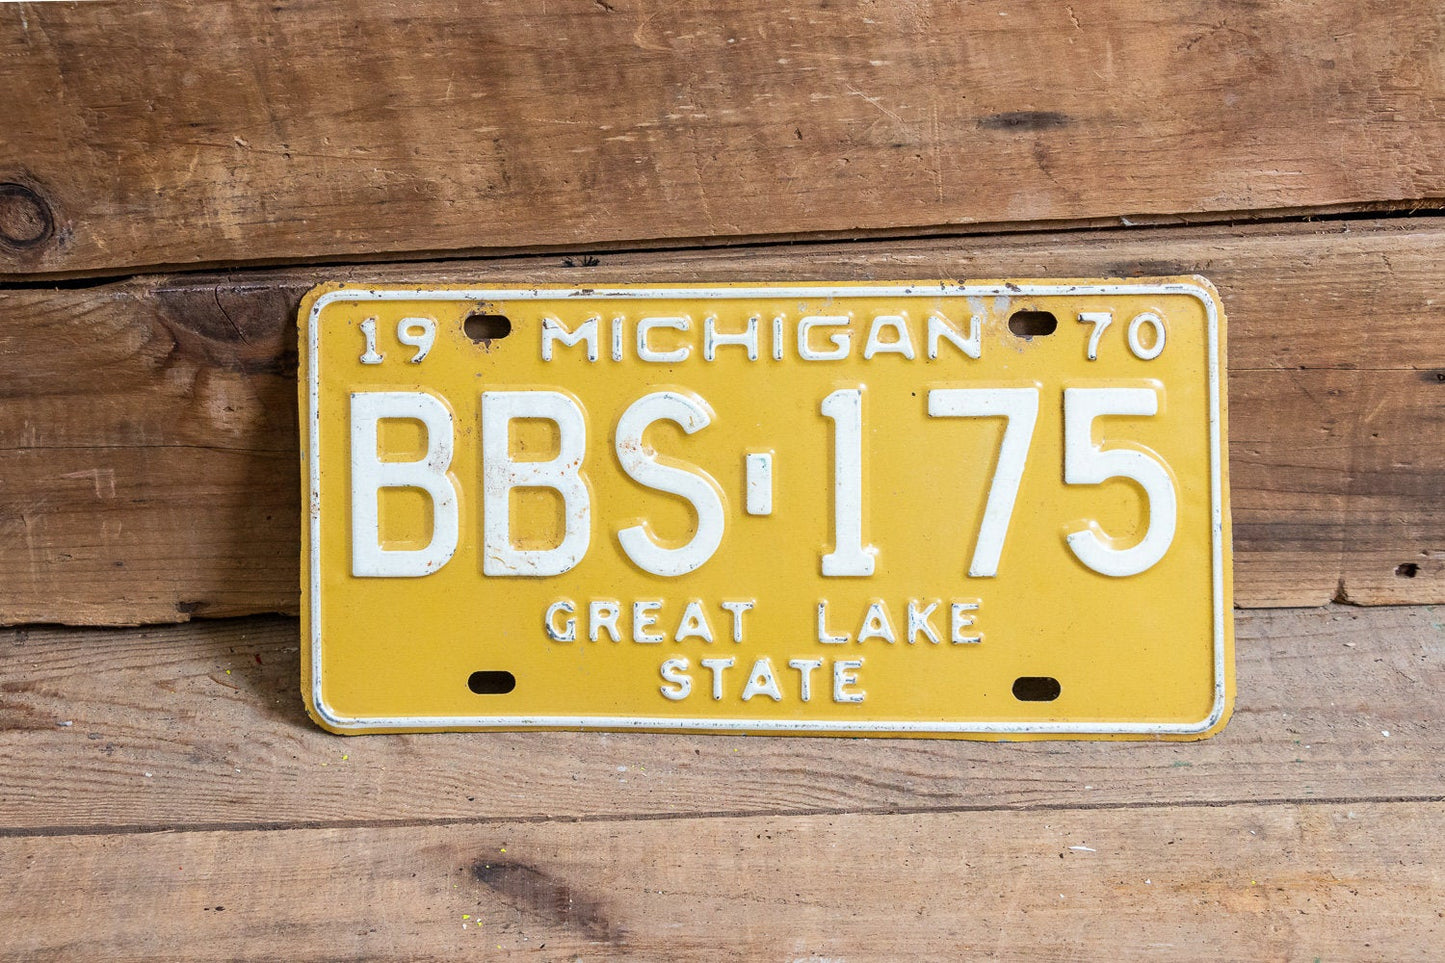 19 MICHIGAN 70
BBS-175
GREAT LAKE
STATE